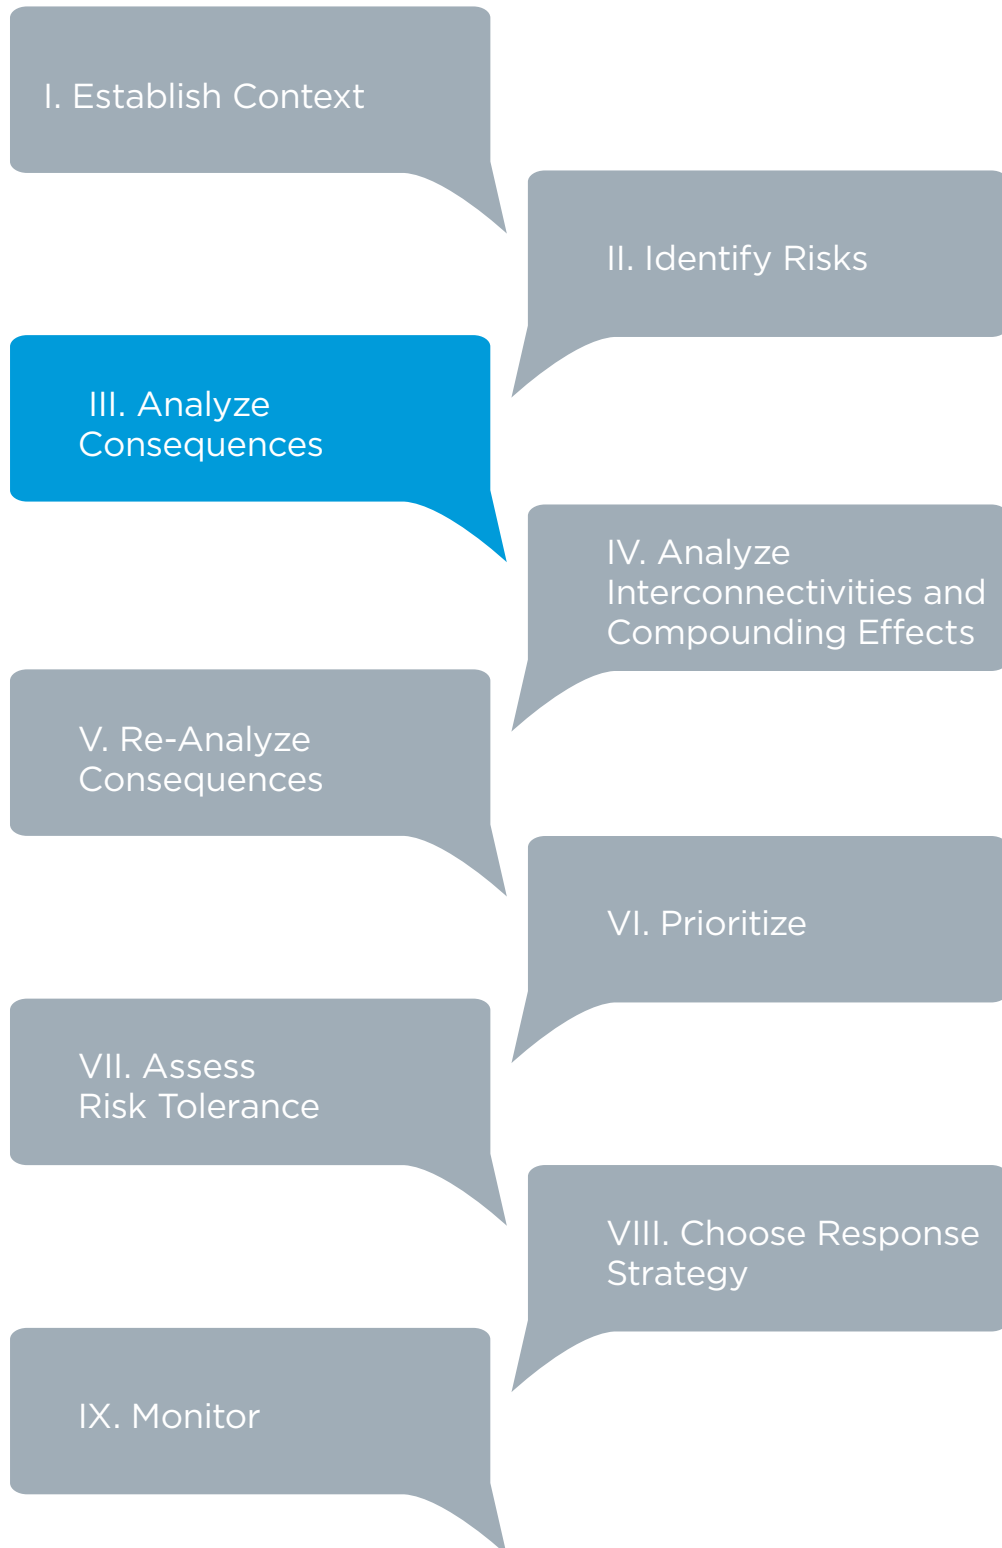 I. Establish Context
II. Identify Risks
III. Analyze
Consequences
IV. Analyze
Interconnectivities and
Compounding Effects
V. Re-Analyze
Consequences
VI. Prioritize
VII. Assess
Risk Tolerance
VIII. Choose Response
Strategy
IX. Monitor